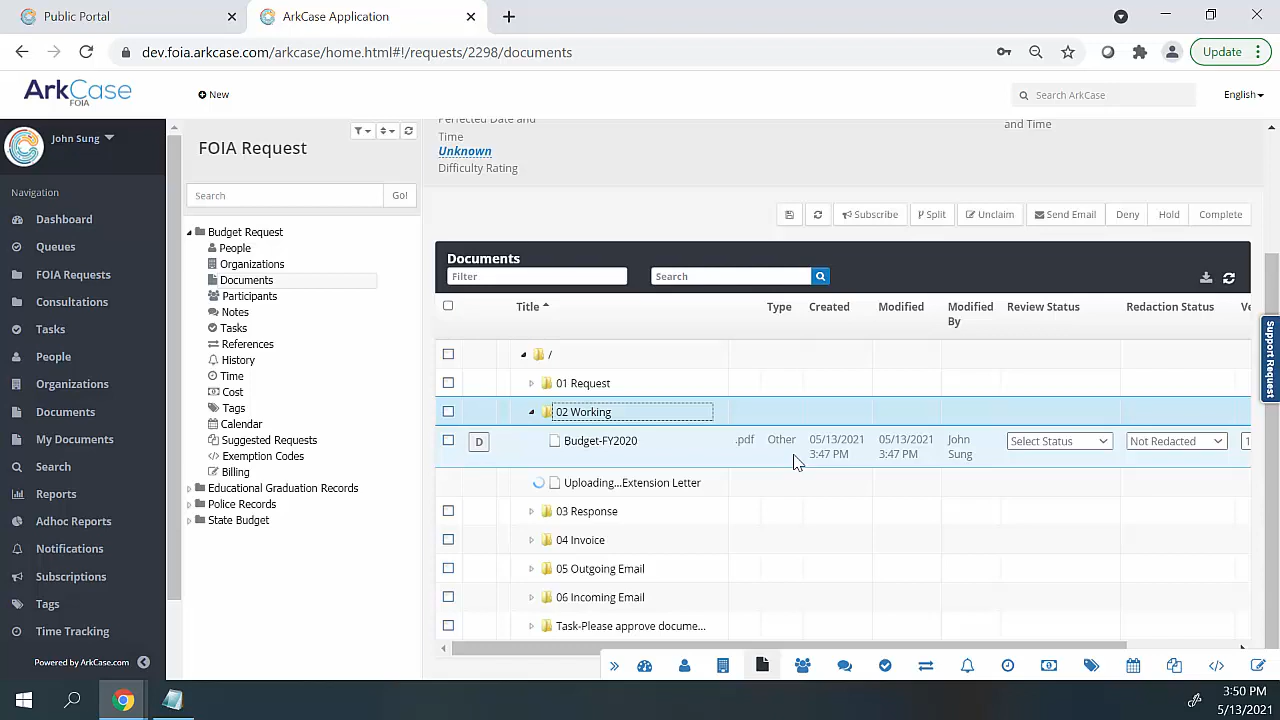 Public Portal
ArkCase Application
dev.foia.arkcase.com/arkcase/home.html#!/requests/2298/documents
Update
ArkCase
FOIA
New
Search ArkCase
English
John Sung
Navigation
Dashboard
Queues
FOIA Requests
Consultations
Tasks
People
Organizations
Documents
My Documents
Search
Reports
Adhoc Reports
Notifications
Subscriptions
Tags
Time Tracking
Powered by ArkCase.com
FOIA Request
Search
Go!
Budget Request
People
Organizations
Documents
Participants
Notes
Tasks
References
History
Time
Cost
Tags
Calendar
Suggested Requests
Exemption Codes
Billing
Educational Graduation Records
Police Records
State Budget
Perfected Date and
Time
Unknown
Difficulty Rating
and Time
Subscribe
Split
Unclaim
Send Email
Deny
Hold
Complete
Documents
Filter
Search
Title Type Created Modified Modified By Review Status Redaction Status Ve
/
01 Request
02 Working
D Budget-FY2020 .pdf Other 05/13/2021 3:47 PM 05/13/2021 3:47 PM John Sung Select Status Not Redacted 1
Uploading...Extension Letter
03 Response
04 Invoice
05 Outgoing Email
06 Incoming Email
Task-Please approve docume...
Support Request
3:50 PM
5/13/2021